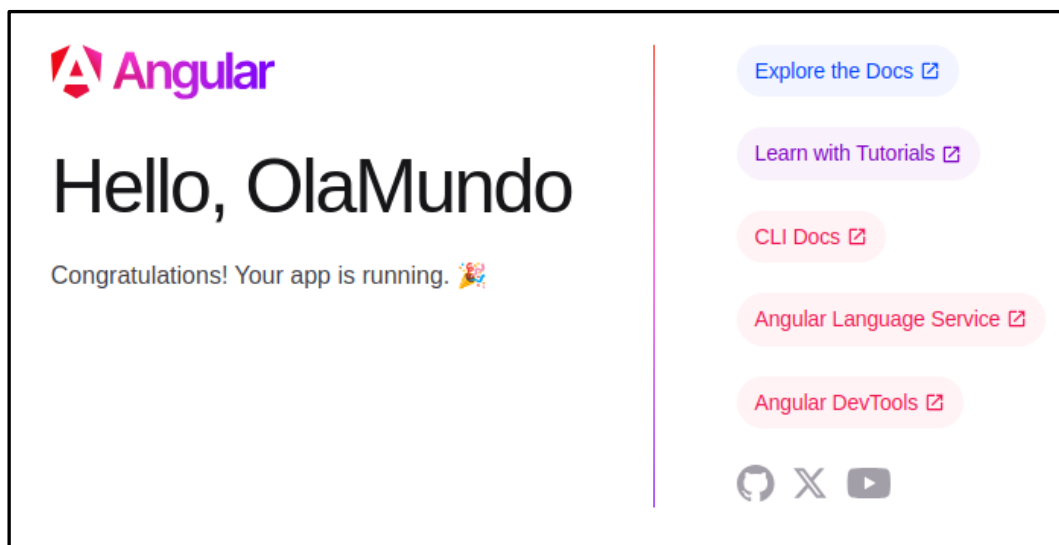 Angular
Hello, OlaMundo
Congratulations! Your app is running. 🎉
Explore the Docs
Learn with Tutorials
CLI Docs
Angular Language Service
Angular DevTools